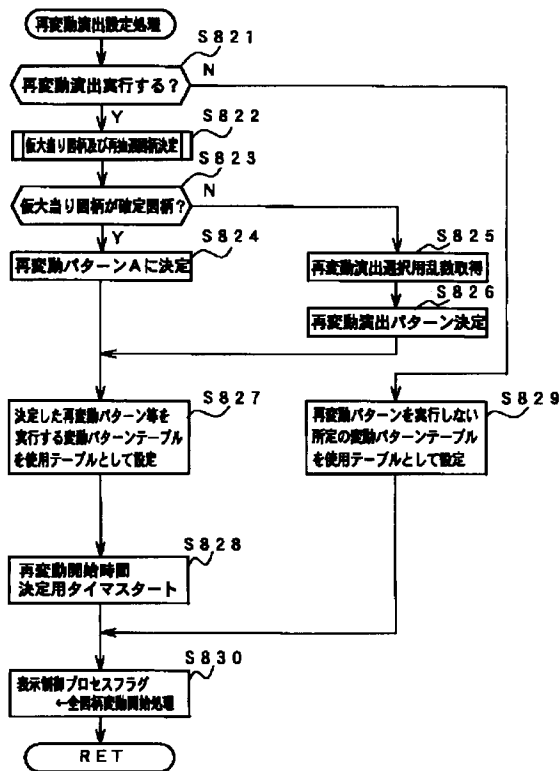 再変動演出設定処理
S821
再変動演出実行する？
N
Y
S822
仮大当り図柄及び再抽選図柄決定
S823
仮大当り図柄が確定図柄？
N
Y
S824
再変動パターンAに決定
S825
再変動演出選択用乱数取得
S826
再変動演出パターン決定
S827
決定した再変動パターン等を
実行する変動パターンテーブル
を使用テーブルとして設定
S829
再変動パターンを実行しない
所定の変動パターンテーブル
を使用テーブルとして設定
S828
再変動開始時間
決定用タイマスタート
S830
表示制御プロセスフラグ
←全図柄変動開始処理
RET